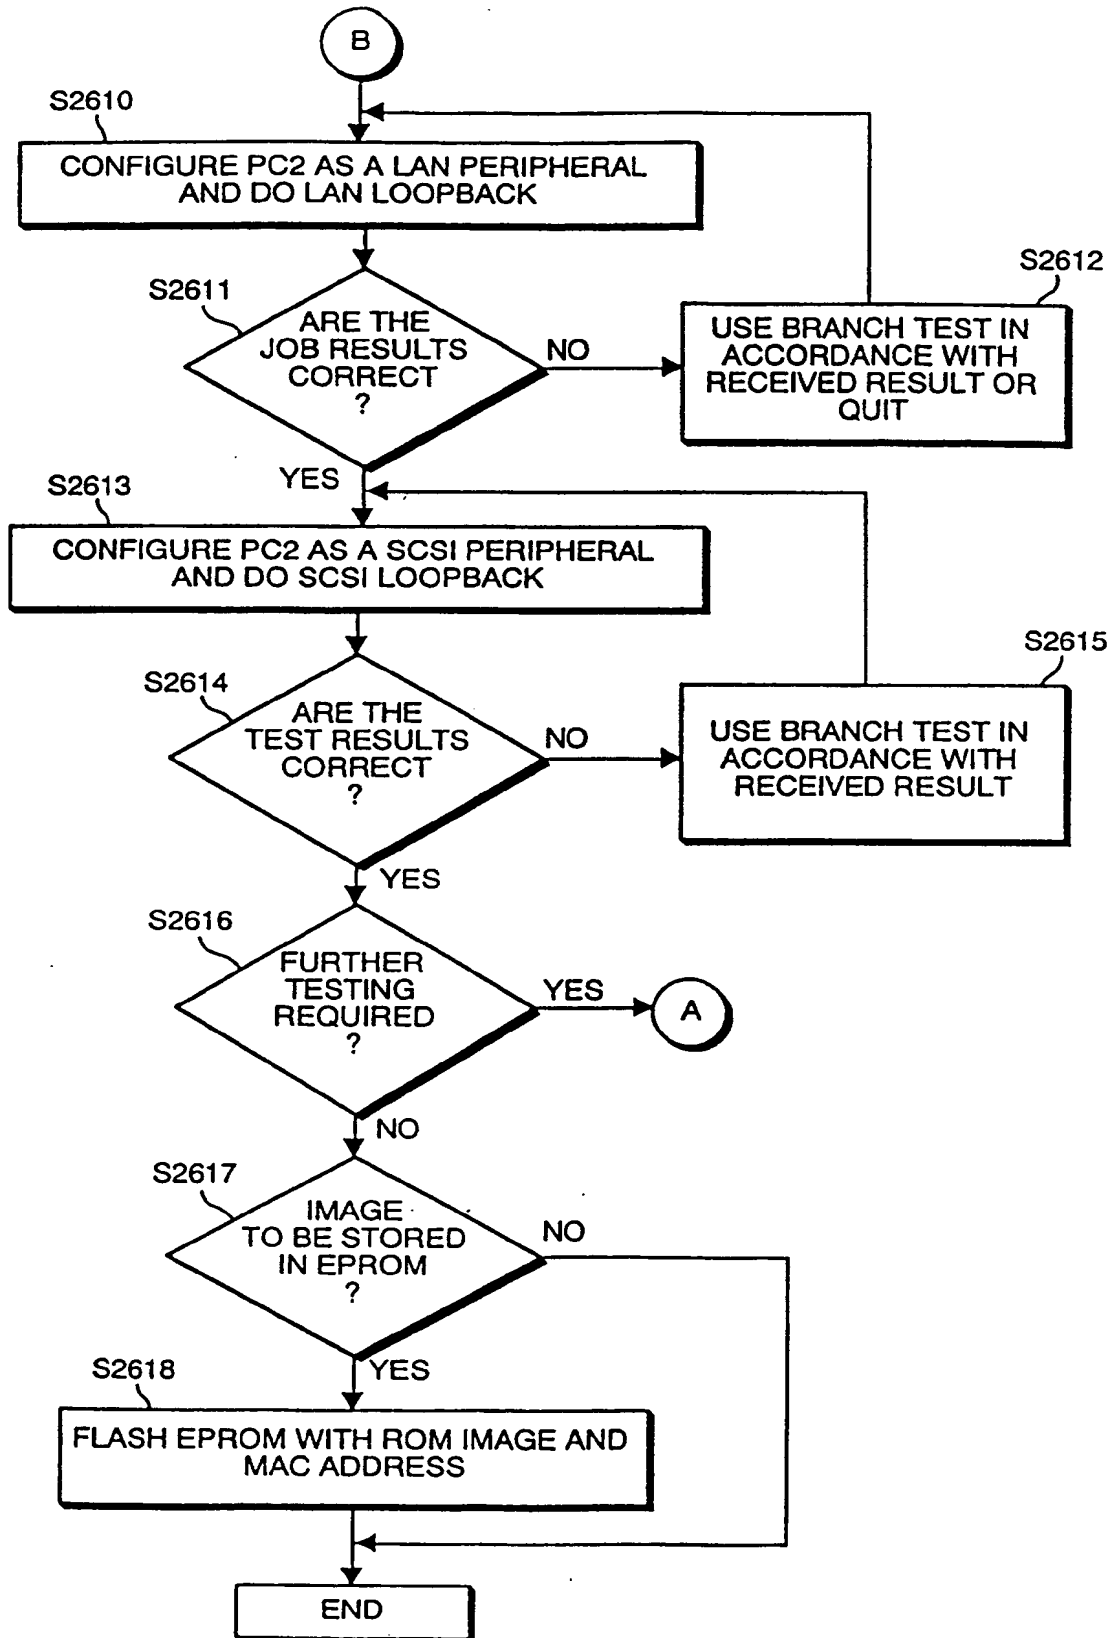 B
S2610
CONFIGURE PC2 AS A LAN PERIPHERAL
AND DO LAN LOOPBACK
S2611
ARE THE
JOB RESULTS
CORRECT
?
NO
S2612
USE BRANCH TEST IN
ACCORDANCE WITH
RECEIVED RESULT OR
QUIT
YES
S2613
CONFIGURE PC2 AS A SCSI PERIPHERAL
AND DO SCSI LOOPBACK
S2614
ARE THE
TEST RESULTS
CORRECT
?
NO
S2615
USE BRANCH TEST IN
ACCORDANCE WITH
RECEIVED RESULT
YES
S2616
FURTHER
TESTING
REQUIRED
?
YES
A
NO
S2617
IMAGE
TO BE STORED
IN EPROM
?
NO
YES
S2618
FLASH EPROM WITH ROM IMAGE AND
MAC ADDRESS
END